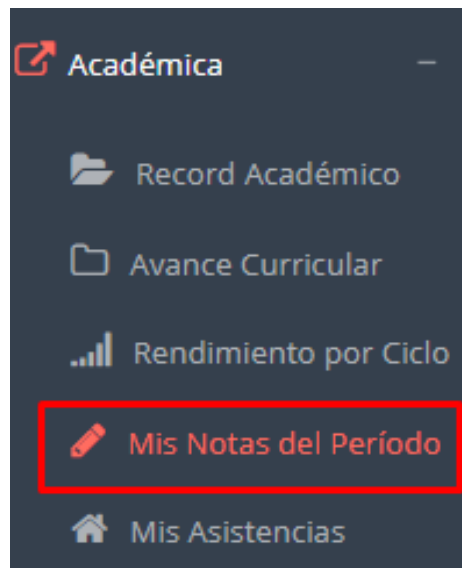 Académica
Record Académico
Avance Curricular
Rendimiento por Ciclo
Mis Notas del Período
Mis Asistencias